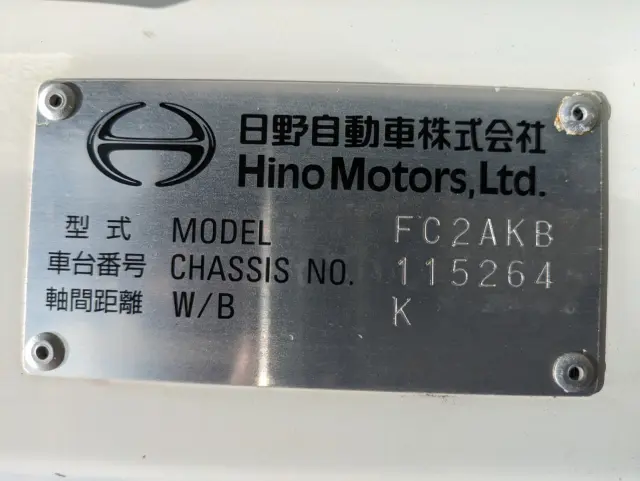 日野自動車株式会社
Hino Motors, Ltd.
型式 MODEL FC2AKB
車台番号 CHASSIS NO. 115264
軸間距離 W/B K